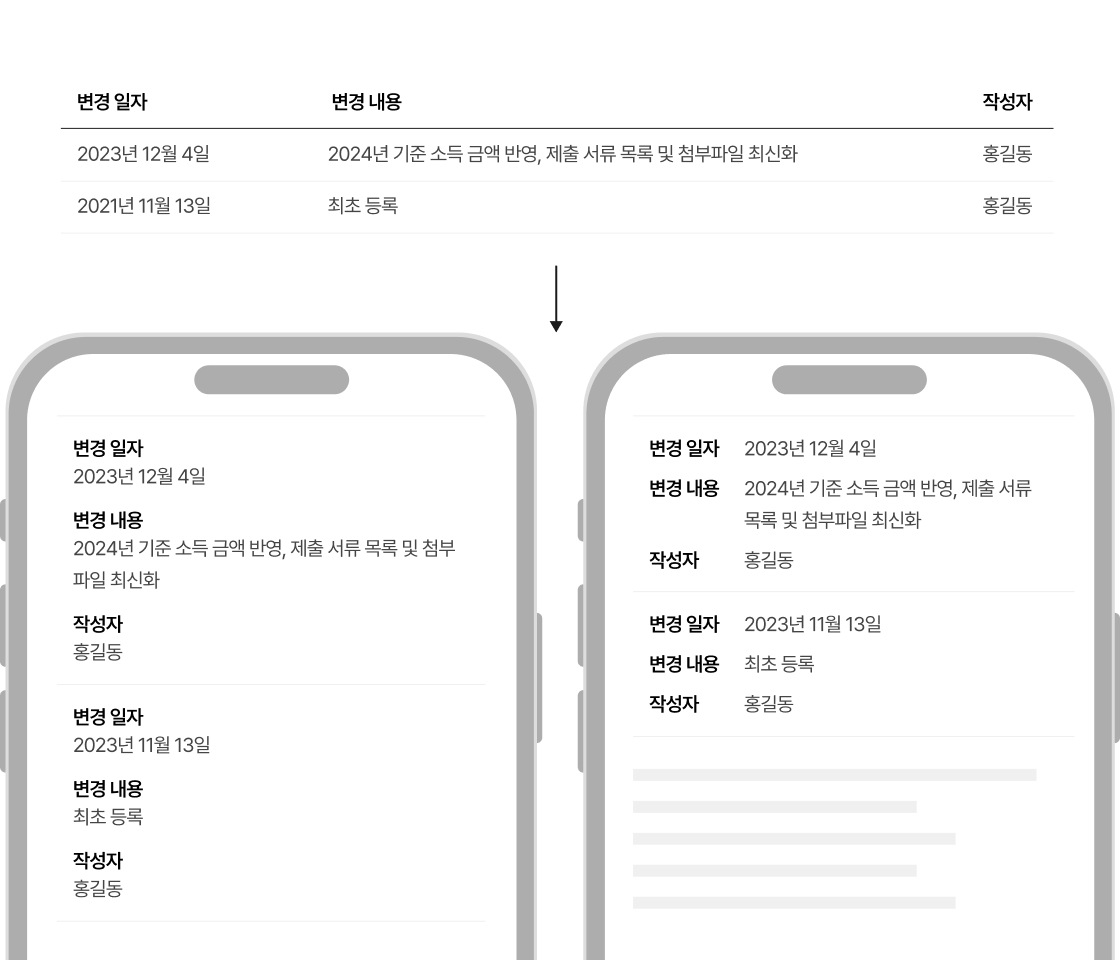 변경 일자 변경 내용 작성자
2023년 12월 4일 2024년 기준 소득 금액 반영, 제출 서류 목록 및 첨부파일 최신화 홍길동
2021년 11월 13일 최초 등록 홍길동
변경 일자
2023년 12월 4일
변경 내용
2024년 기준 소득 금액 반영, 제출 서류 목록 및 첨부
파일 최신화
작성자
홍길동
변경 일자
2023년 11월 13일
변경 내용
최초 등록
작성자
홍길동
변경 일자 2023년 12월 4일
변경 내용 2024년 기준 소득 금액 반영, 제출 서류
목록 및 첨부파일 최신화
작성자 홍길동
변경 일자 2023년 11월 13일
변경 내용 최초 등록
작성자 홍길동